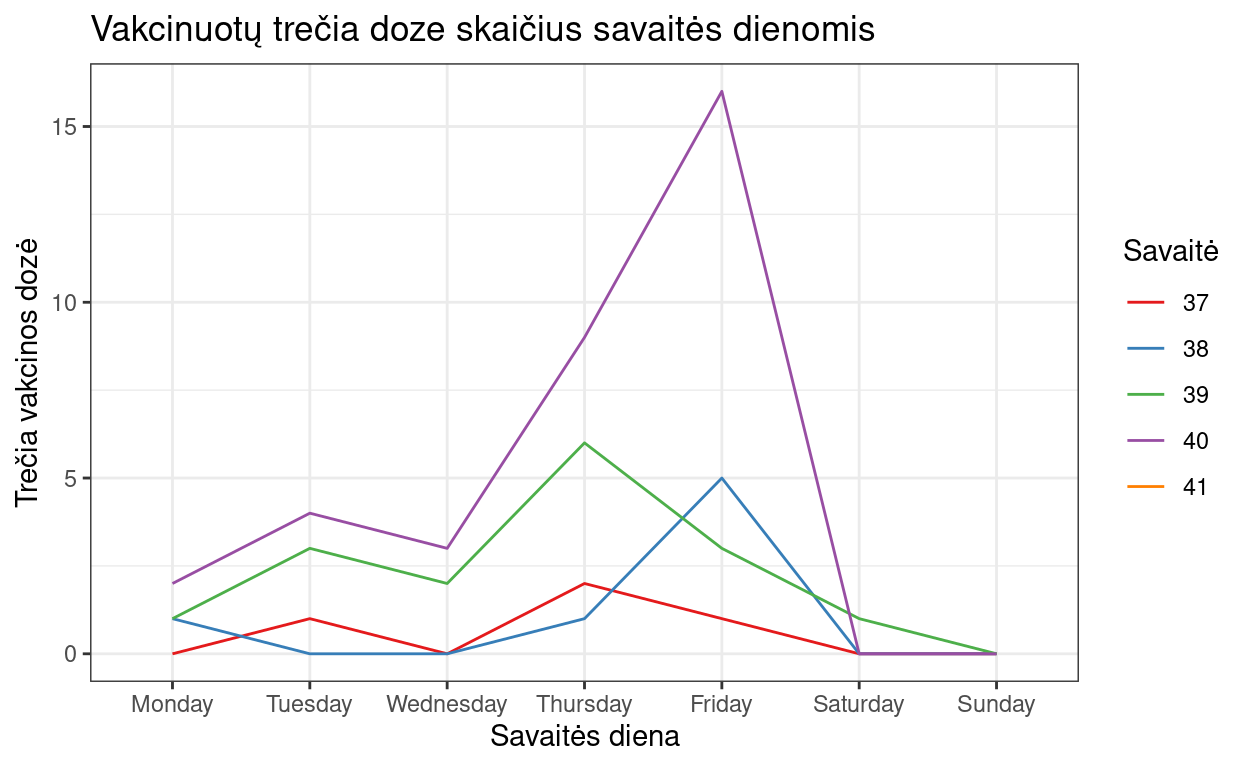 Vakcinuotų trečia doze skaičius savaitės dienomis
Trečia vakcinos dozė
15
10
5
0
Monday
Tuesday
Wednesday
Thursday
Friday
Saturday
Sunday
Savaitės diena
Savaitė
37
38
39
40
41